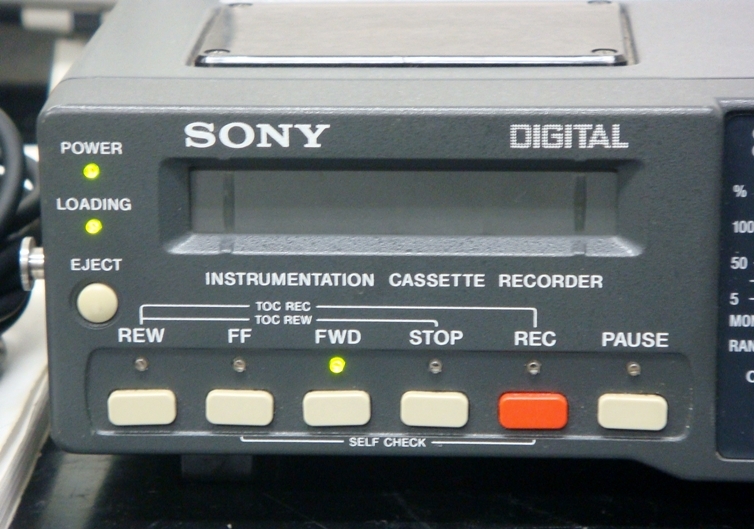 SONY DIGITAL
POWER
LOADING
EJECT
INSTRUMENTATION CASSETTE RECORDER
TOC REC
TOC REW
REW FF FWD STOP REC PAUSE
SELF CHECK
%
100
50
5